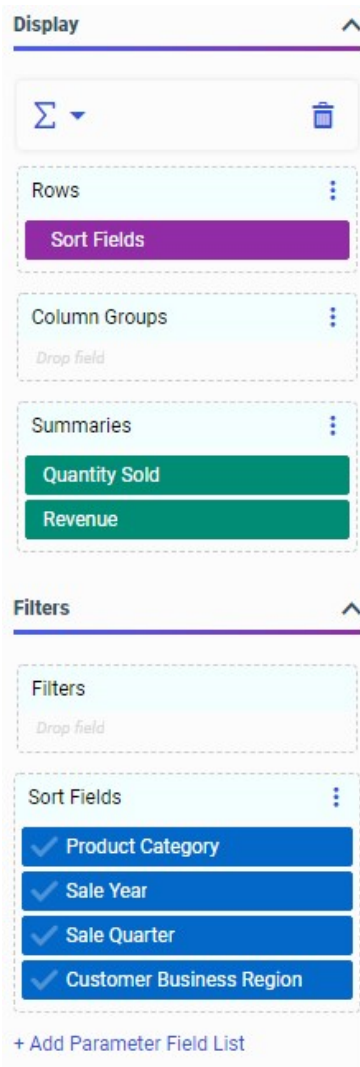 Display
Σ
Rows
Sort Fields
Column Groups
Drop field
Summaries
Quantity Sold
Revenue
Filters
Filters
Drop field
Sort Fields
Product Category
Sale Year
Sale Quarter
Customer Business Region
+ Add Parameter Field List